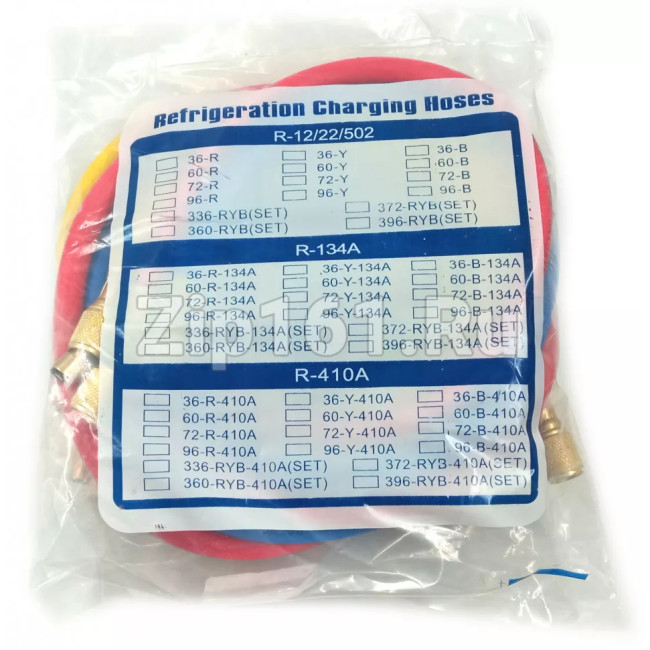 Refrigeration Charging Hoses
R-12/22/502
36-R 36-Y 36-B
60-R 60-Y 60-B
72-R 72-Y 72-B
96-R 96-Y 96-B
336-RYB(SET) 372-RYB(SET)
360-RYB(SET) 396-RYB(SET)
R-134A
36-R-134A 36-Y-134A 36-B-134A
60-R-134A 60-Y-134A 60-B-134A
72-R-134A 72-Y-134A 72-B-134A
96-R-134A 96-Y-134A 96-B-134A
336-RYB-134A(SET) 372-RYB-134A(SET)
360-RYB-134A(SET) 396-RYB-134A(SET)
Zip161.Ru
R-410A
36-R-410A 36-Y-410A 36-B-410A
60-R-410A 60-Y-410A 60-B-410A
72-R-410A 72-Y-410A 72-B-410A
96-R-410A 96-Y-410A 96-B-410A
336-RYB-410A(SET) 372-RYB-410A(SET)
360-RYB-410A(SET) 396-RYB-410A(SET)